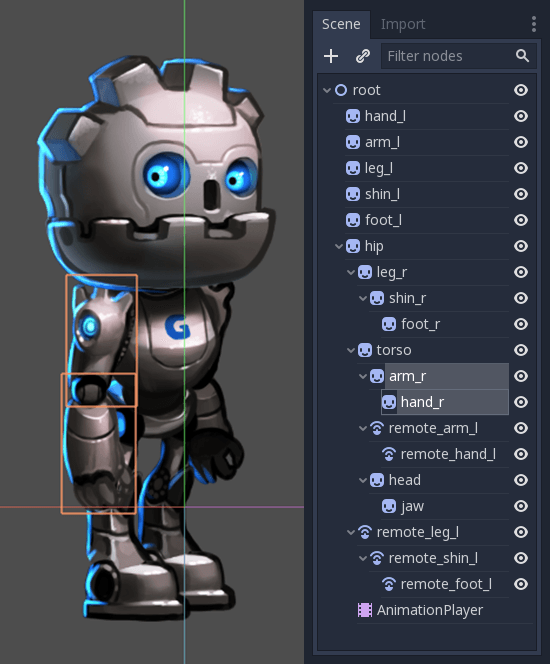 Scene Import
Filter nodes
root
hand_l
arm_l
leg_l
shin_l
foot_l
hip
leg_r
shin_r
foot_r
torso
arm_r
hand_r
remote_arm_l
remote_hand_l
head
jaw
remote_leg_l
remote_shin_l
remote_foot_l
AnimationPlayer
G